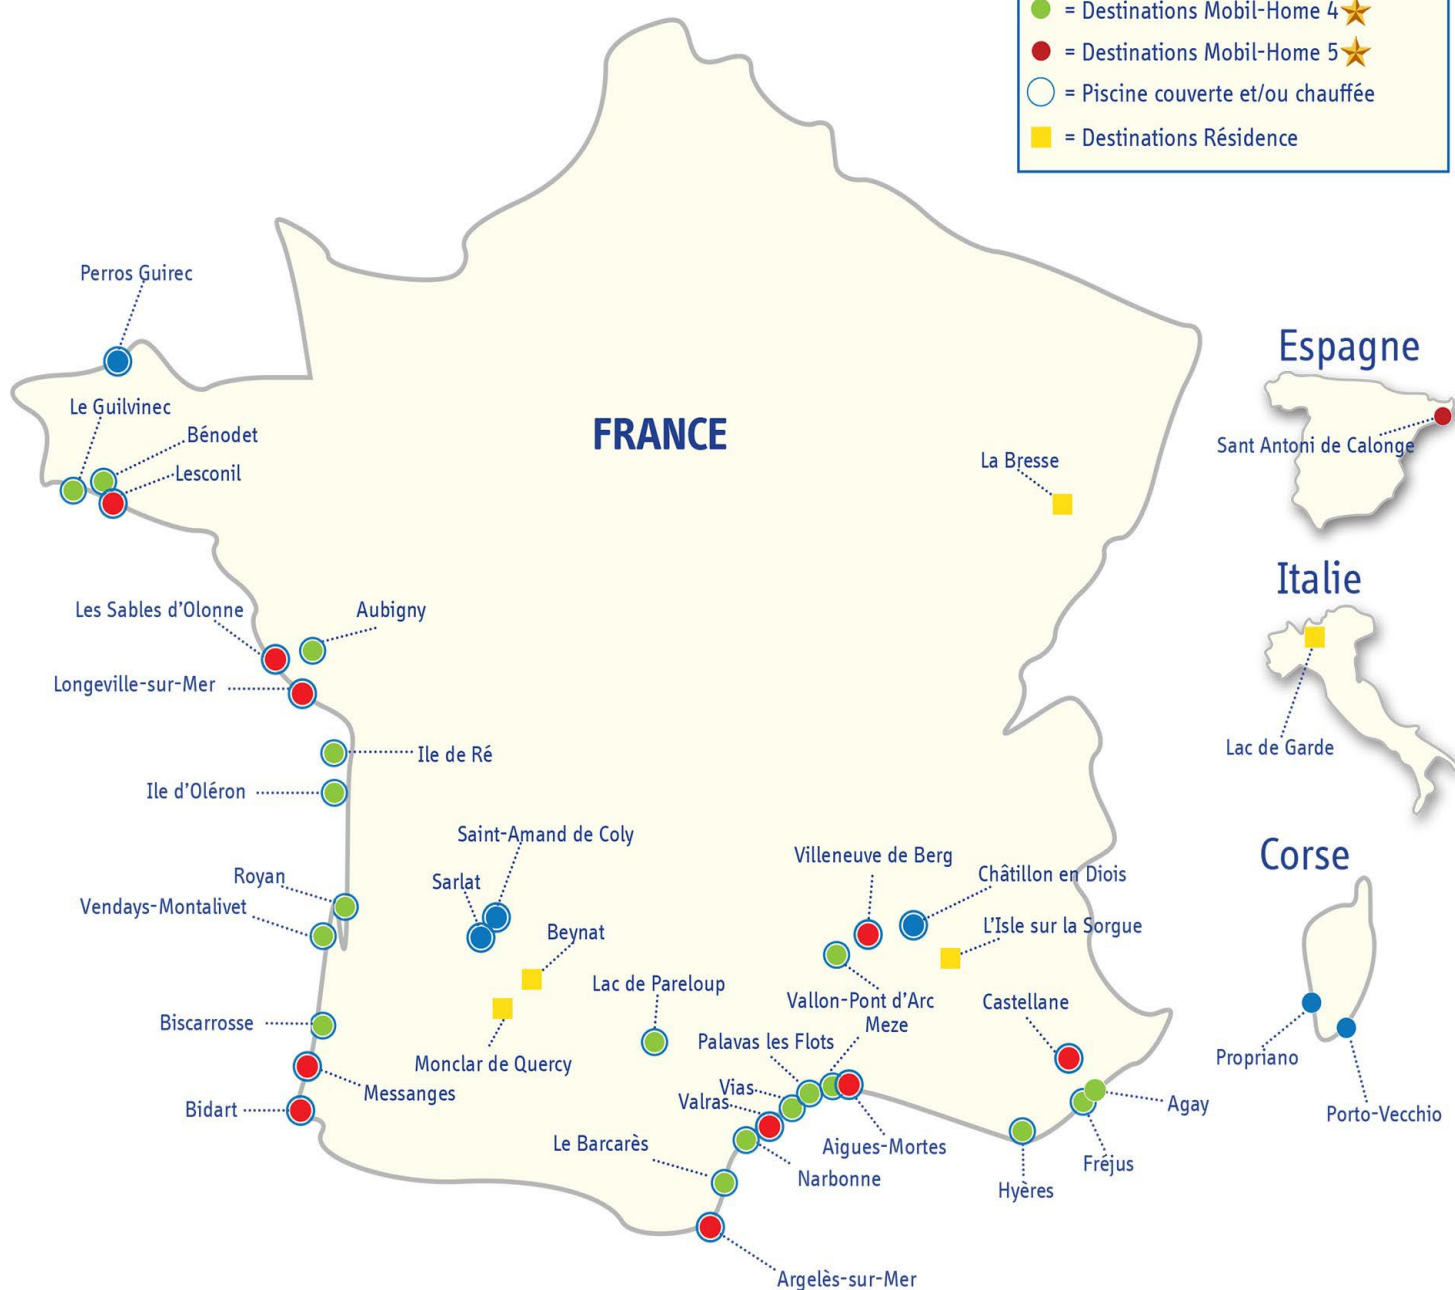 = Destinations Mobil-Home 4
= Destinations Mobil-Home 5
= Piscine couverte et/ou chauffée
= Destinations Résidence
Perros Guirec
Le Guilvinec
Bénodet
Lesconil
FRANCE
La Bresse
Espagne
Sant Antoni de Calonge
Italie
Lac de Garde
Les Sables d'Olonne
Aubigny
Longeville-sur-Mer
Ile de Ré
Ile d'Oléron
Saint-Amand de Coly
Sarlat
Royan
Vendays-Montalivet
Beynat
Villeneuve de Berg
Châtillon en Diois
L'Isle sur la Sorgue
Corse
Lac de Pareloup
Vallon-Pont d'Arc
Castellane
Biscarrosse
Meze
Palavas les Flots
Monclar de Quercy
Messanges
Vias
Valras
Bidart
Propriano
Porto-Vecchio
Agay
Le Barcarès
Aigues-Mortes
Narbonne
Fréjus
Hyères
Argelès-sur-Mer